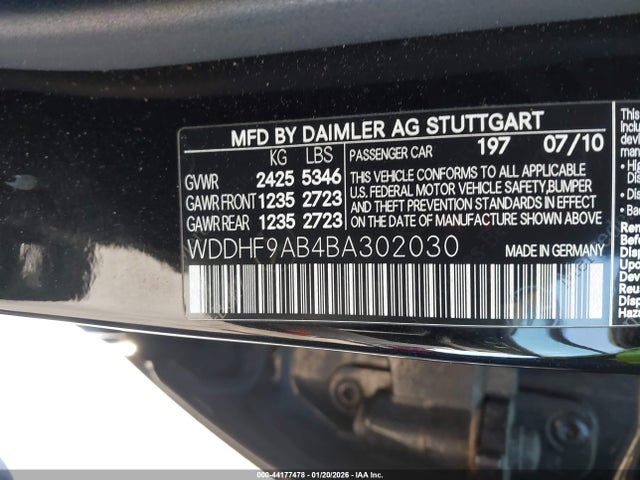 MFD BY DAIMLER AG STUTTGART
KG LBS PASSENGER CAR 197 07/10
GVWR 2425 5346
GAWR FRONT 1235 2723
GAWR REAR 1235 2723
THIS VEHICLE CONFORMS TO ALL APPLICABLE
U.S. FEDERAL MOTOR VEHICLE SAFETY,BUMPER
AND THEFT PREVENTION STANDARDS IN EFFECT
ON THE DATE OF MANUFACTURE SHOWN ABOVE
WDDHF9AB4BA302030 MADE IN GERMANY
This
000-44177478 - 01/20/2026 - IAA Inc.